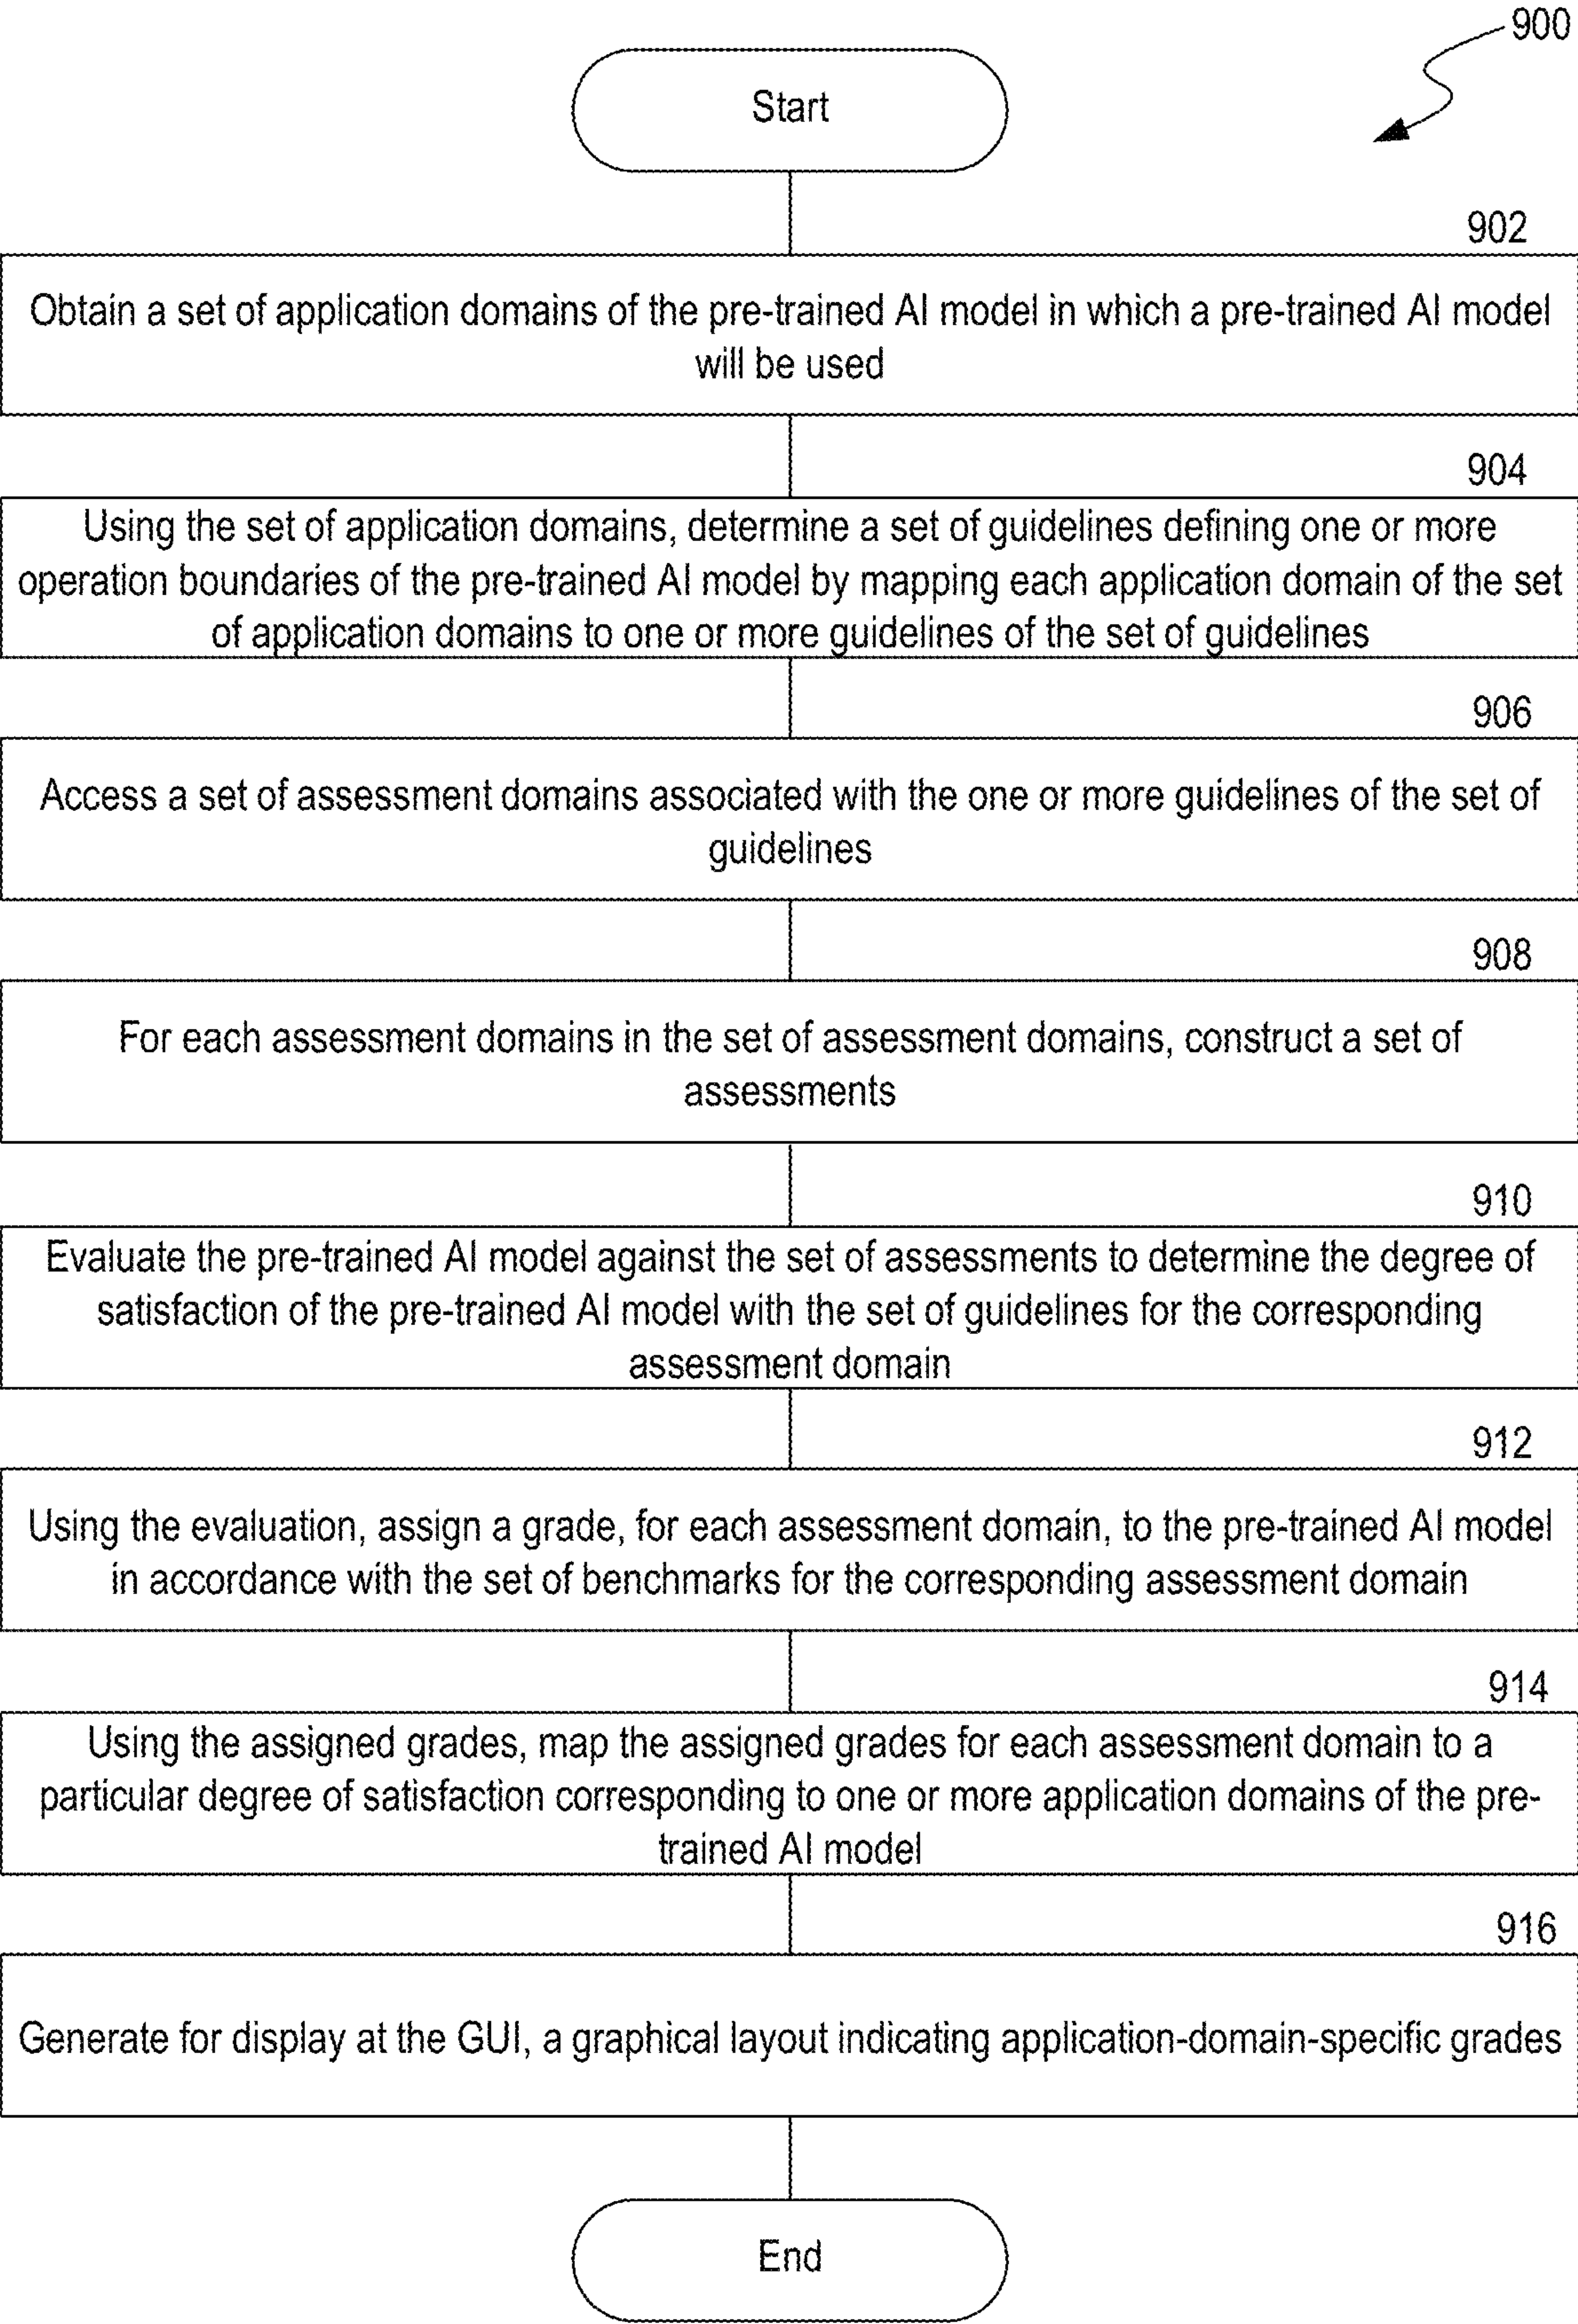 900
Start
902
Obtain a set of application domains of the pre-trained AI model in which a pre-trained AI model
will be used
904
Using the set of application domains, determine a set of guidelines defining one or more
operation boundaries of the pre-trained AI model by mapping each application domain of the set
of application domains to one or more guidelines of the set of guidelines
906
Access a set of assessment domains associated with the one or more guidelines of the set of
guidelines
908
For each assessment domains in the set of assessment domains, construct a set of
assessments
910
Evaluate the pre-trained AI model against the set of assessments to determine the degree of
satisfaction of the pre-trained AI model with the set of guidelines for the corresponding
assessment domain
912
Using the evaluation, assign a grade, for each assessment domain, to the pre-trained AI model
in accordance with the set of benchmarks for the corresponding assessment domain
914
Using the assigned grades, map the assigned grades for each assessment domain to a
particular degree of satisfaction corresponding to one or more application domains of the pre-
trained AI model
916
Generate for display at the GUI, a graphical layout indicating application-domain-specific grades
End